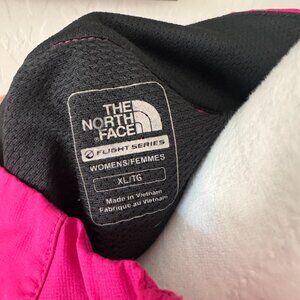 THE
NORTH
FACE
FLIGHT SERIES
WOMENS/FEMMES
XL/TG
Made in Vietnam
Fabriqué au Vietnam